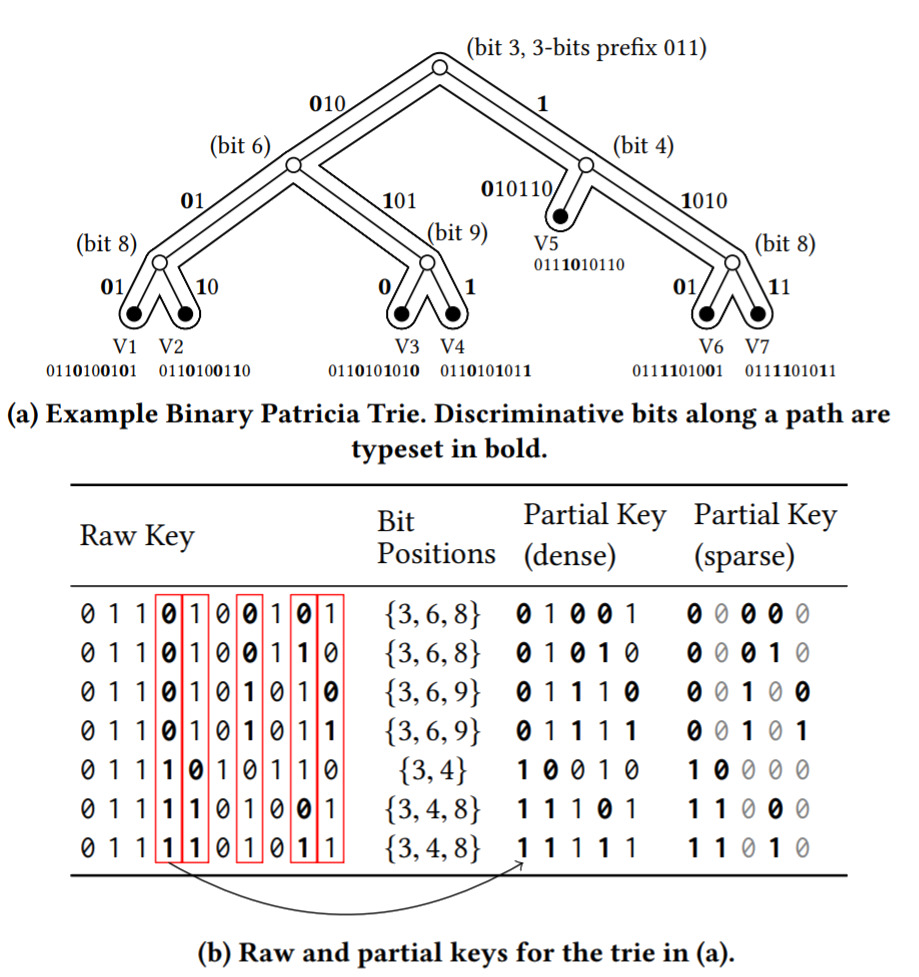 (bit 3, 3-bits prefix 011)
010 1
(bit 6) (bit 4)
01 101 010110 1010
(bit 8) (bit 9) V5 (bit 8)
0111010110
01 10 0 1 01 11
V1 V2 V3 V4 V6 V7
0110100101 0110100110 0110101010 0110101011 0111101001 0111101011
(a) Example Binary Patricia Trie. Discriminative bits along a path are
typeset in bold.
Raw Key Bit Positions Partial Key (dense) Partial Key (sparse)
0 1 1 0 1 0 0 1 0 1 {3, 6, 8} 0 1 0 0 1 0 0 0 0 0
0 1 1 0 1 0 0 1 1 0 {3, 6, 8} 0 1 0 1 0 0 0 0 1 0
0 1 1 0 1 0 1 0 1 0 {3, 6, 9} 0 1 1 1 0 0 0 1 0 0
0 1 1 0 1 0 1 0 1 1 {3, 6, 9} 0 1 1 1 1 0 0 1 0 1
0 1 1 1 0 1 0 1 1 0 {3, 4} 1 0 0 1 0 1 0 0 0 0
0 1 1 1 1 0 1 0 0 1 {3, 4, 8} 1 1 1 0 1 1 1 0 0 0
0 1 1 1 1 0 1 0 1 1 {3, 4, 8} 1 1 1 1 1 1 1 0 1 0
(b) Raw and partial keys for the trie in (a).